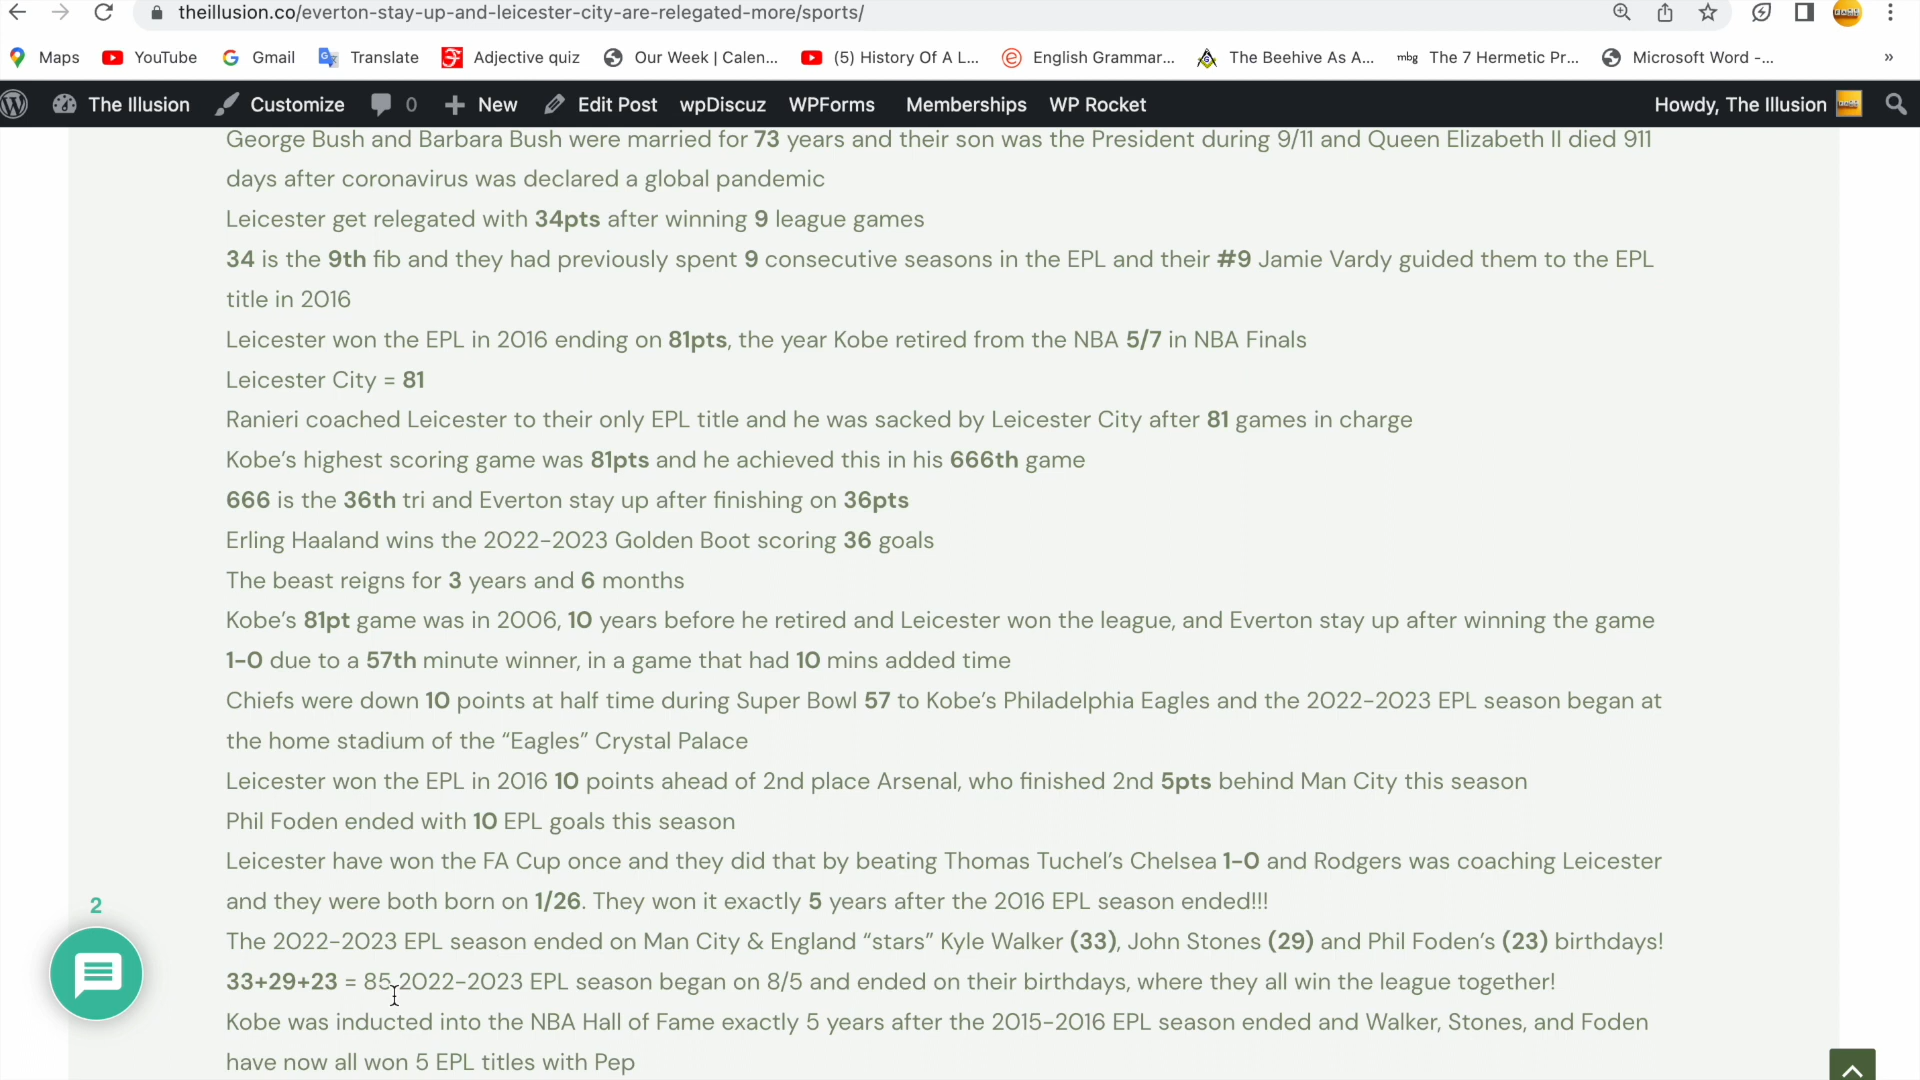 theillusion.co/everton-stay-up-and-leicester-city-are-relegated-more/sports/
Maps YouTube Gmail Translate Adjective quiz Our Week | Calen... (5) History Of A L... English Grammar... The Beehive As A... mbg The 7 Hermetic Pr... Microsoft Word -... »
The Illusion Customize 0 New Edit Post wpDiscuz WPForms Memberships WP Rocket Howdy, The Illusion
George Bush and Barbara Bush were married for 73 years and their son was the President during 9/11 and Queen Elizabeth II died 911
days after coronavirus was declared a global pandemic
Leicester get relegated with 34pts after winning 9 league games
34 is the 9th fib and they had previously spent 9 consecutive seasons in the EPL and their #9 Jamie Vardy guided them to the EPL
title in 2016
Leicester won the EPL in 2016 ending on 81pts, the year Kobe retired from the NBA 5/7 in NBA Finals
Leicester City = 81
Ranieri coached Leicester to their only EPL title and he was sacked by Leicester City after 81 games in charge
Kobe's highest scoring game was 81pts and he achieved this in his 666th game
666 is the 36th tri and Everton stay up after finishing on 36pts
Erling Haaland wins the 2022-2023 Golden Boot scoring 36 goals
The beast reigns for 3 years and 6 months
Kobe's 81pt game was in 2006, 10 years before he retired and Leicester won the league, and Everton stay up after winning the game
1-0 due to a 57th minute winner, in a game that had 10 mins added time
Chiefs were down 10 points at half time during Super Bowl 57 to Kobe's Philadelphia Eagles and the 2022-2023 EPL season began at
the home stadium of the “Eagles” Crystal Palace
Leicester won the EPL in 2016 10 points ahead of 2nd place Arsenal, who finished 2nd 5pts behind Man City this season
Phil Foden ended with 10 EPL goals this season
Leicester have won the FA Cup once and they did that by beating Thomas Tuchel's Chelsea 1-0 and Rodgers was coaching Leicester
and they were both born on 1/26. They won it exactly 5 years after the 2016 EPL season ended!!!
2
The 2022-2023 EPL season ended on Man City & England “stars” Kyle Walker (33), John Stones (29) and Phil Foden's (23) birthdays!
33+29+23 = 85 2022-2023 EPL season began on 8/5 and ended on their birthdays, where they all win the league together!
Kobe was inducted into the NBA Hall of Fame exactly 5 years after the 2015-2016 EPL season ended and Walker, Stones, and Foden
have now all won 5 EPL titles with Pep